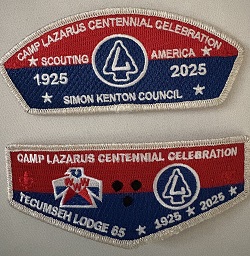 CAMP LAZARUS CENTENNIAL CELEBRATION
SCOUTING AMERICA
1925 2025
SIMON KENTON COUNCIL
CAMP LAZARUS CENTENNIAL CELEBRATION
TECUMSEH LODGE 65 1925 2025